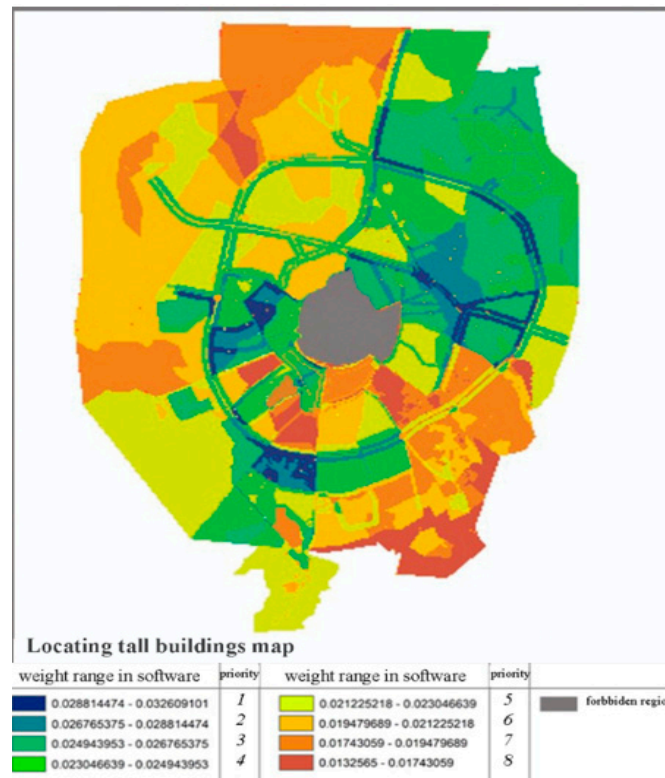 Locating tall buildings map
weight range in software priority weight range in software priority
0.028814474 - 0.032609101 1 0.021225218 - 0.023046639 5 forbbiden regio
0.026765375 - 0.028814474 2 0.019479689 - 0.021225218 6
0.024943953 - 0.026765375 3 0.01743059 - 0.019479689 7
0.023046639 - 0.024943953 4 0.0132565 - 0.01743059 8